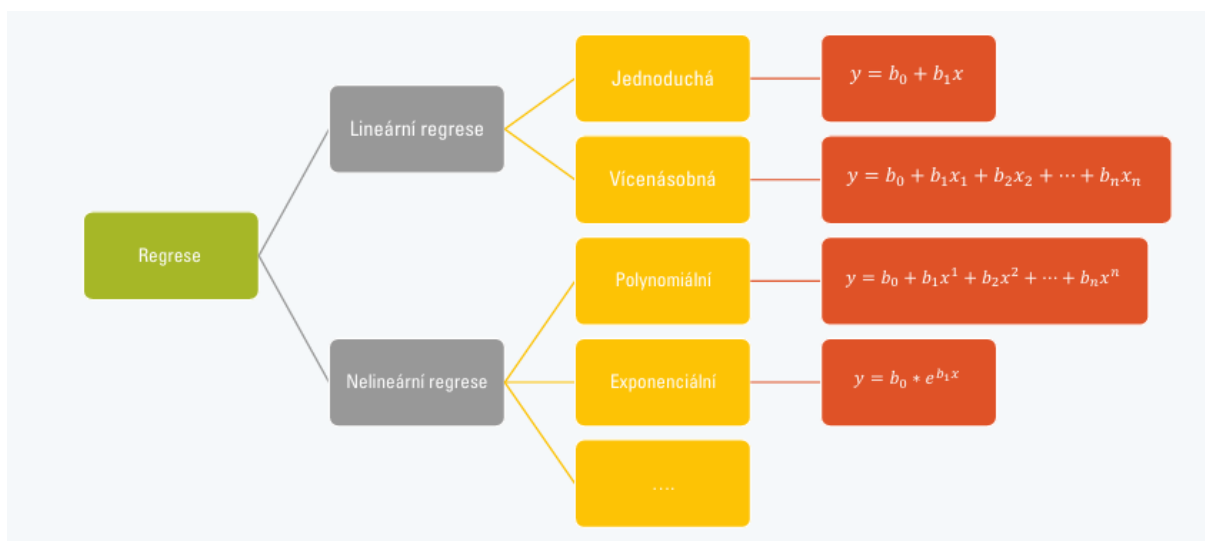 Regrese
Lineární regrese
Jednoduchá
y = b₀ + b₁x
Vícenásobná
y = b₀ + b₁x₁ + b₂x₂ + ⋯ + bₙxₙ
Nelineární regrese
Polynomiální
y = b₀ + b₁x¹ + b₂x² + ⋯ + bₙxⁿ
Exponenciální
y = b₀ * e^{b₁x}
....